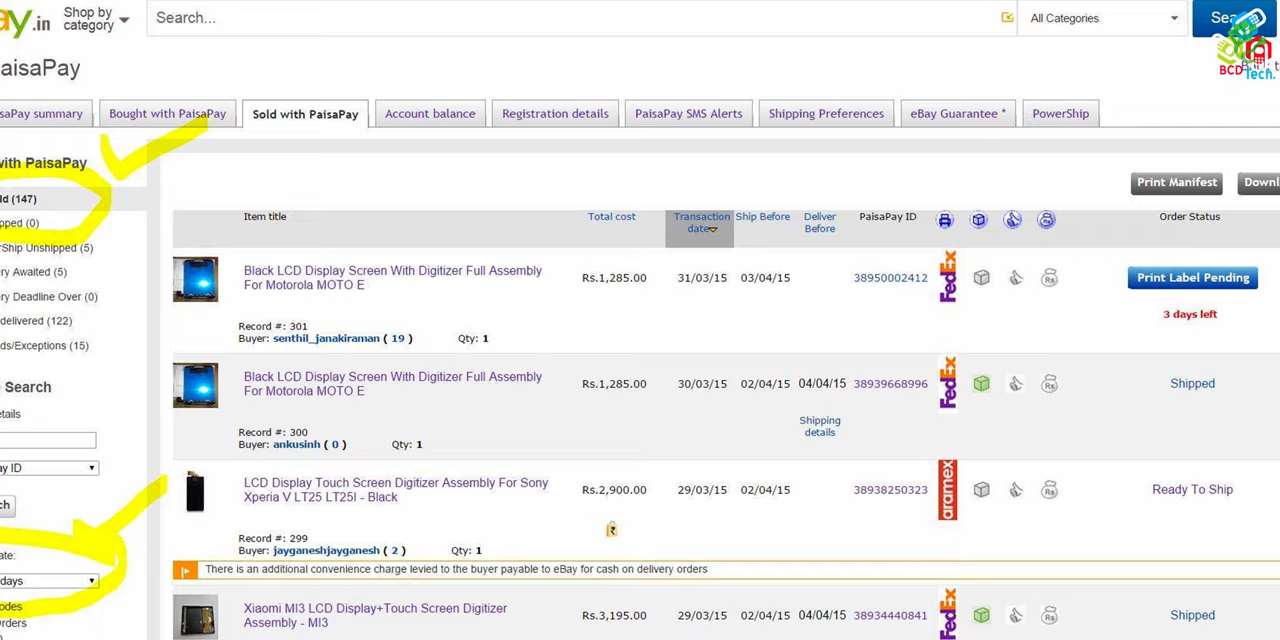 ay.in
Shop by
category
Search...
All Categories
BCD
Tech.
aisaPay
saPay summary
Bought with PaisaPay
Sold with PaisaPay
Account balance
Registration details
PaisaPay SMS Alerts
Shipping Preferences
eBay Guarantee *
PowerShip
with PaisaPay
ld (147)
pped (0)
rShip Unshipped (5)
ry Awaited (5)
ry Deadline Over (0)
delivered (122)
ds/Exceptions (15)
e Search
etails
ay ID
ch
ate:
days
odes
rders
Print Manifest
Downl
Item title
Total cost
Transaction
date
Ship Before
Deliver
Before
PaisaPay ID
Order Status
Black LCD Display Screen With Digitizer Full Assembly
For Motorola MOTO E
Rs.1,285.00
31/03/15
03/04/15
38950002412
FedEx
Print Label Pending
3 days left
Record #: 301
Buyer: senthil_janakiraman ( 19 )
Qty: 1
Black LCD Display Screen With Digitizer Full Assembly
For Motorola MOTO E
Rs.1,285.00
30/03/15
02/04/15
04/04/15
38939668996
FedEx
Shipped
Shipping
details
Record #: 300
Buyer: ankusinh ( 0 )
Qty: 1
LCD Display Touch Screen Digitizer Assembly For Sony
Xperia V LT25 LT25I - Black
Rs.2,900.00
29/03/15
02/04/15
38938250323
aramex
Ready To Ship
Record #: 299
Buyer: jayganeshjayganesh ( 2 )
Qty: 1
There is an additional convenience charge levied to the buyer payable to eBay for cash on delivery orders
Xiaomi MI3 LCD Display+Touch Screen Digitizer
Assembly - MI3
Rs.3,195.00
29/03/15
02/04/15
04/04/15
38934440841
FedEx
Shipped